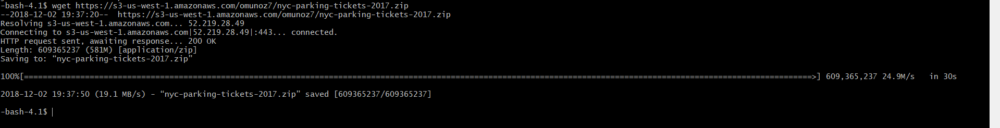 -bash-4.1$ wget https://s3-us-west-1.amazonaws.com/omunoz7/nyc-parking-tickets-2017.zip
--2018-12-02 19:37:20--  https://s3-us-west-1.amazonaws.com/omunoz7/nyc-parking-tickets-2017.zip
Resolving s3-us-west-1.amazonaws.com... 52.219.28.49
Connecting to s3-us-west-1.amazonaws.com|52.219.28.49|:443... connected.
HTTP request sent, awaiting response... 200 OK
Length: 609365237 (581M) [application/zip]
Saving to: “nyc-parking-tickets-2017.zip”
100%[=======================================================================================================================================================================>] 609,365,237 24.9M/s   in 30s
2018-12-02 19:37:50 (19.1 MB/s) - “nyc-parking-tickets-2017.zip” saved [609365237/609365237]
-bash-4.1$